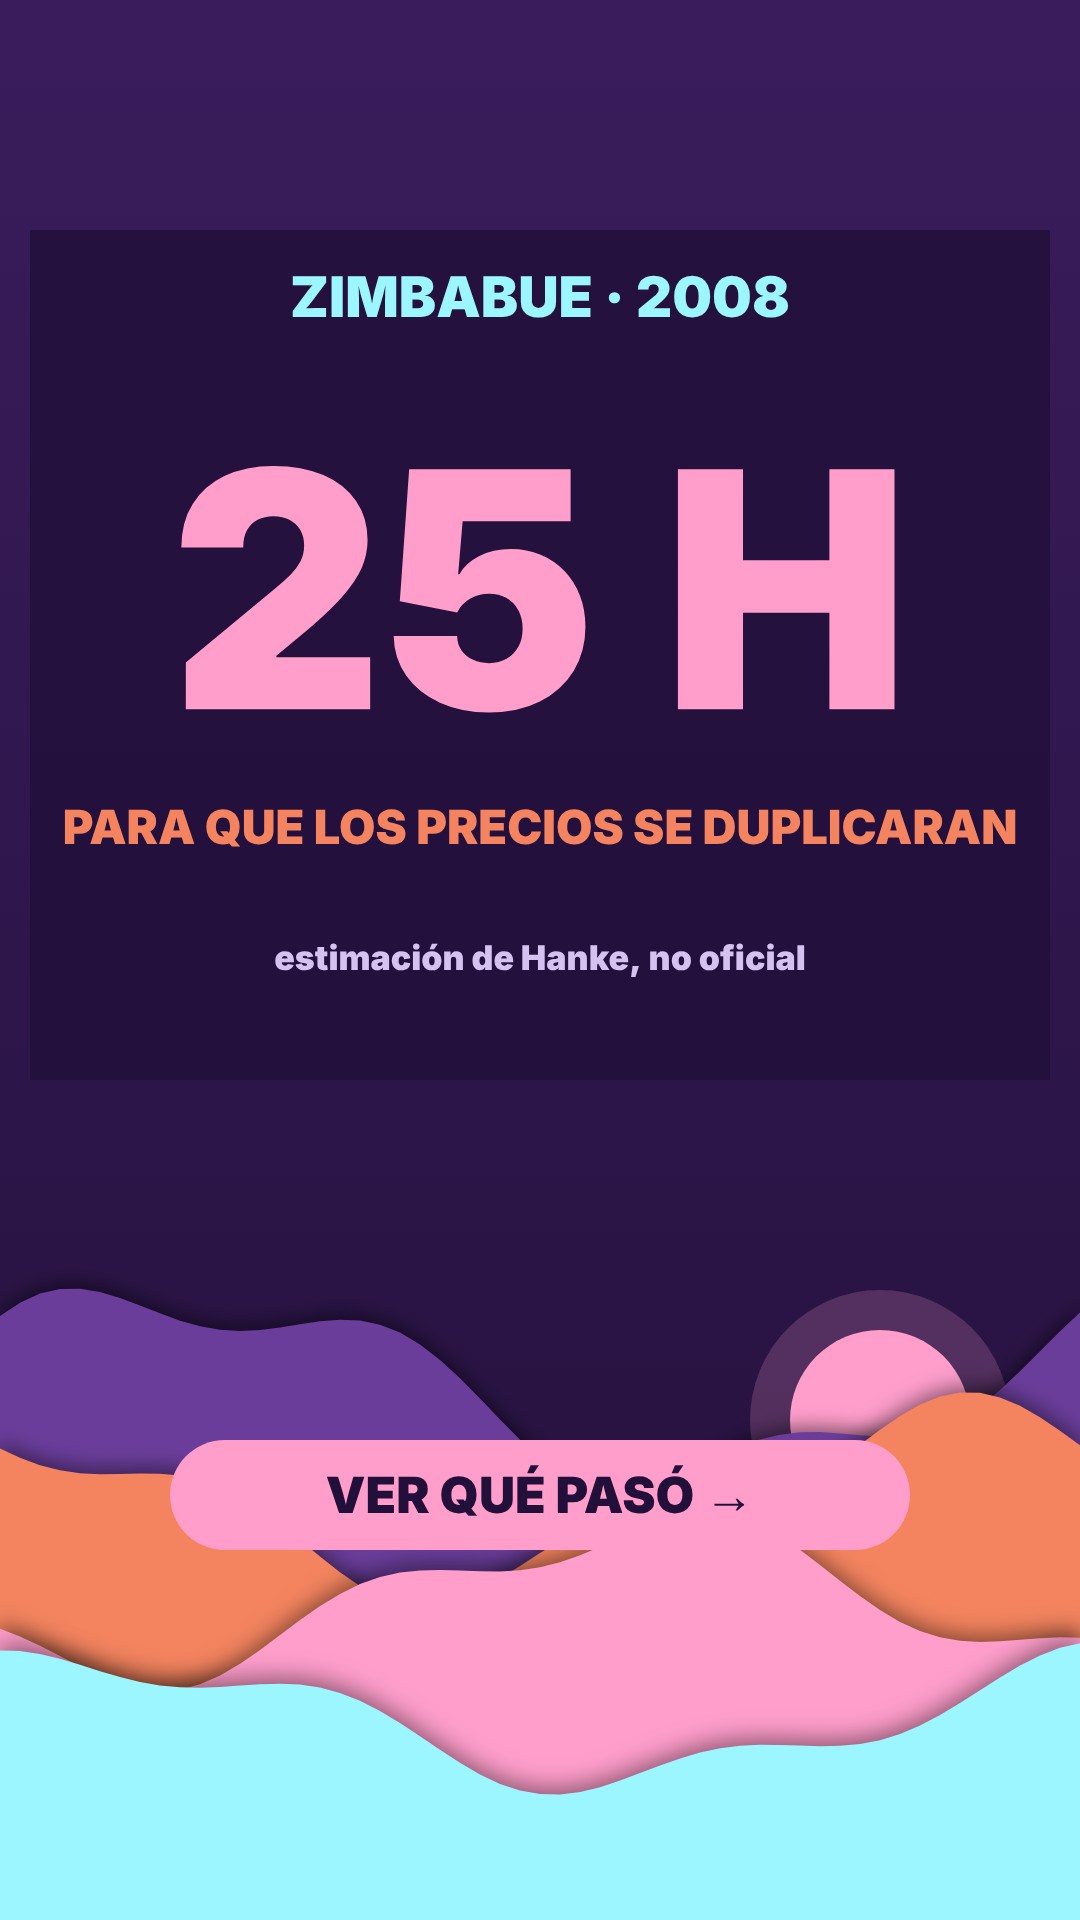 ZIMBABUE · 2008
25 H
PARA QUE LOS PRECIOS SE DUPLICARAN
estimación de Hanke, no oficial
VER QUÉ PASÓ →